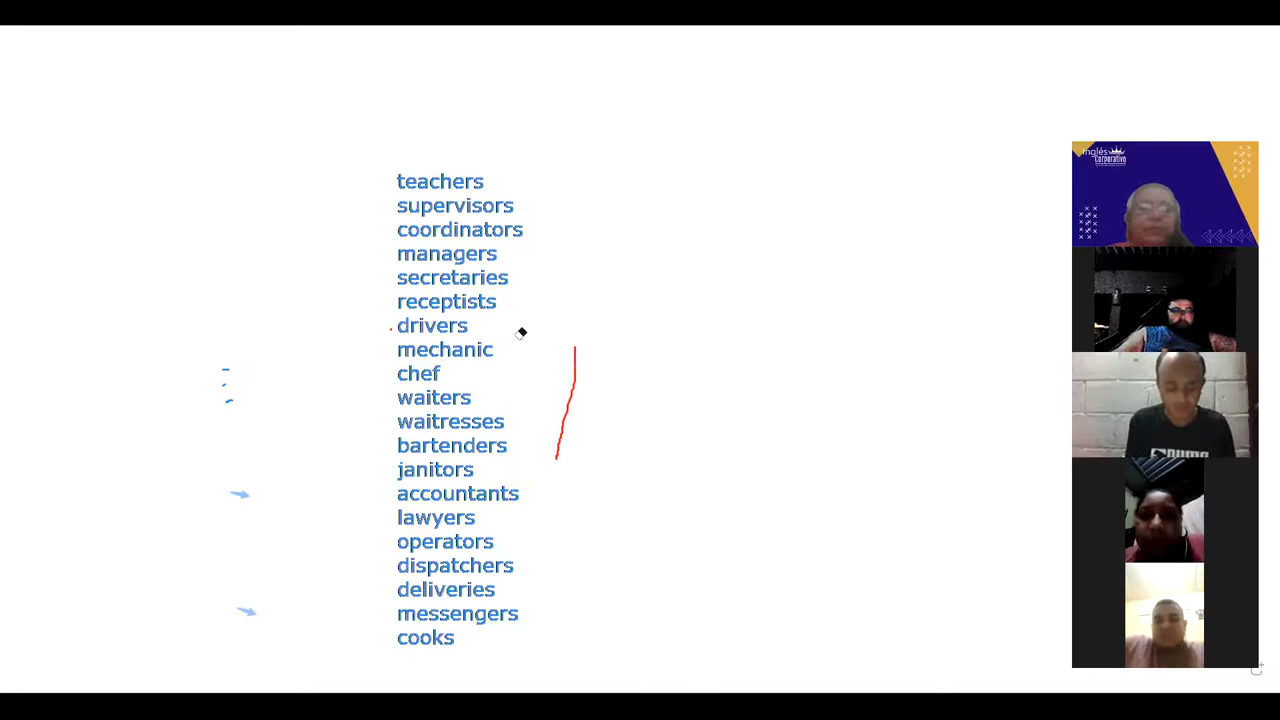 teachers
supervisors
coordinators
managers
secretaries
receptists
drivers
mechanic
chef
waiters
waitresses
bartenders
janitors
accountants
lawyers
operators
dispatchers
deliveries
messengers
cooks
Inglés
corporativo